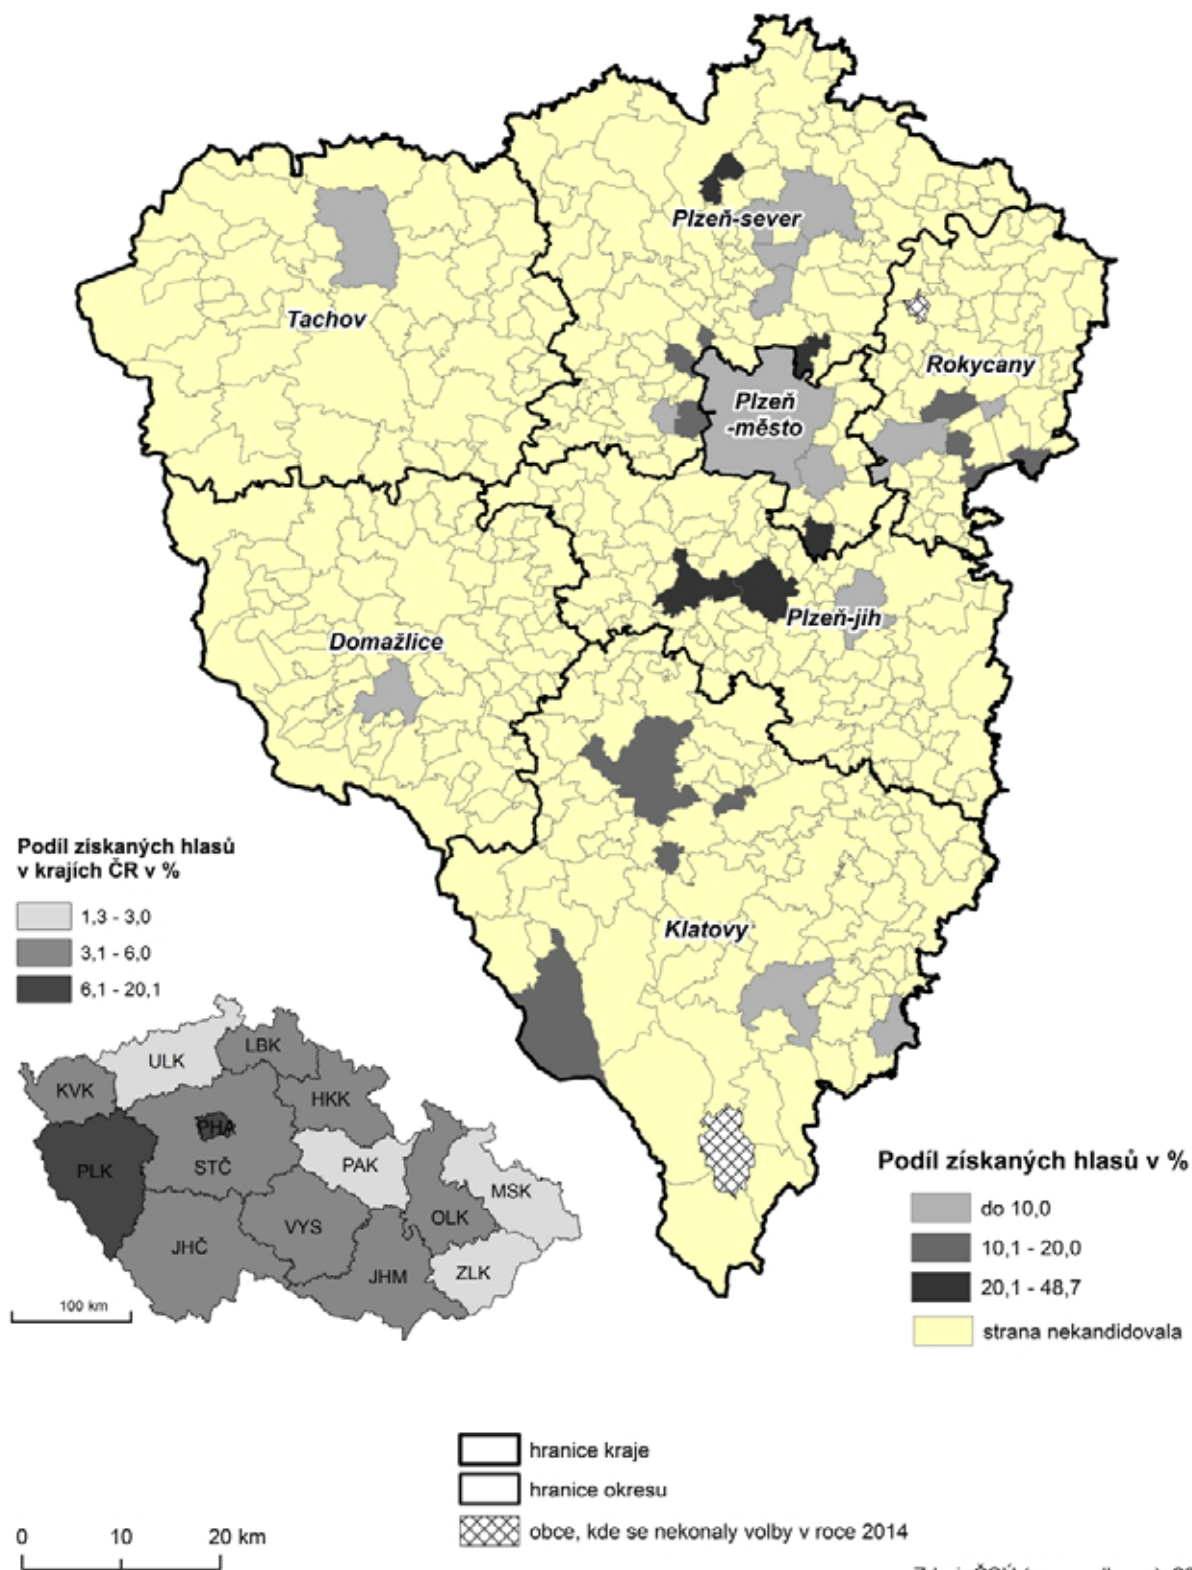 Plzeň-sever
Tachov
Rokycany
Plzeň
-město
Plzeň-jih
Domažlice
Klatovy
Podíl získaných hlasů
v krajích ČR v %
1,3 - 3,0
3,1 - 6,0
6,1 - 20,1
ULK
LBK
KVK
HKK
PHA
PLK
STČ
PAK
MSK
OLK
VYS
JHČ
JHM
ZLK
100 km
Podíl získaných hlasů v %
do 10,0
10,1 - 20,0
20,1 - 48,7
strana nekandidovala
hranice kraje
hranice okresu
obce, kde se nekonaly volby v roce 2014
0 10 20 km